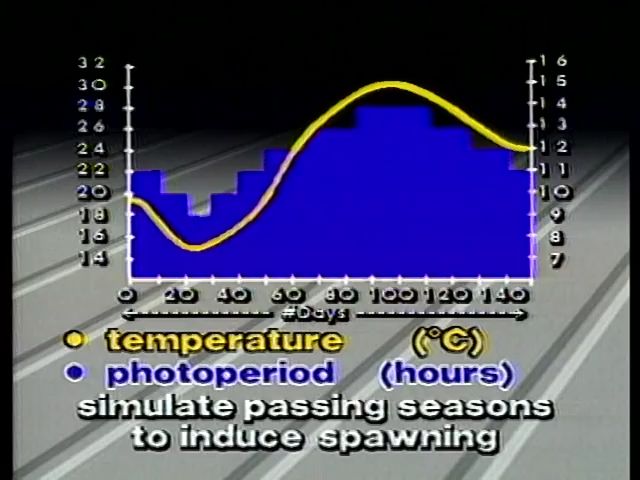 32 16
30 15
28 14
26 13
24 12
22 11
20 10
18 9
16 8
14 7
0 20 40 60 80 100 120 140
#Days
temperature (°C)
photoperiod (hours)
simulate passing seasons
to induce spawning